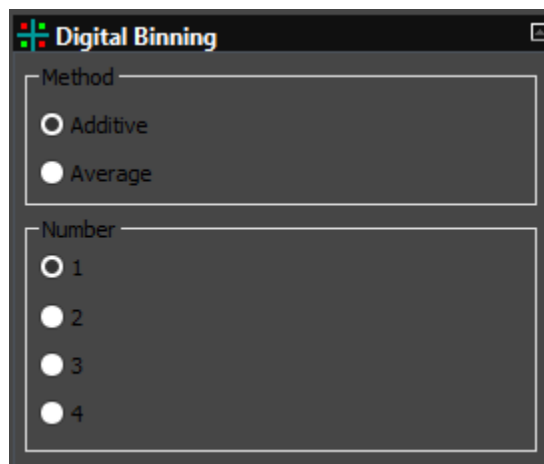 Digital Binning
Method
Additive
Average
Number
1
2
3
4